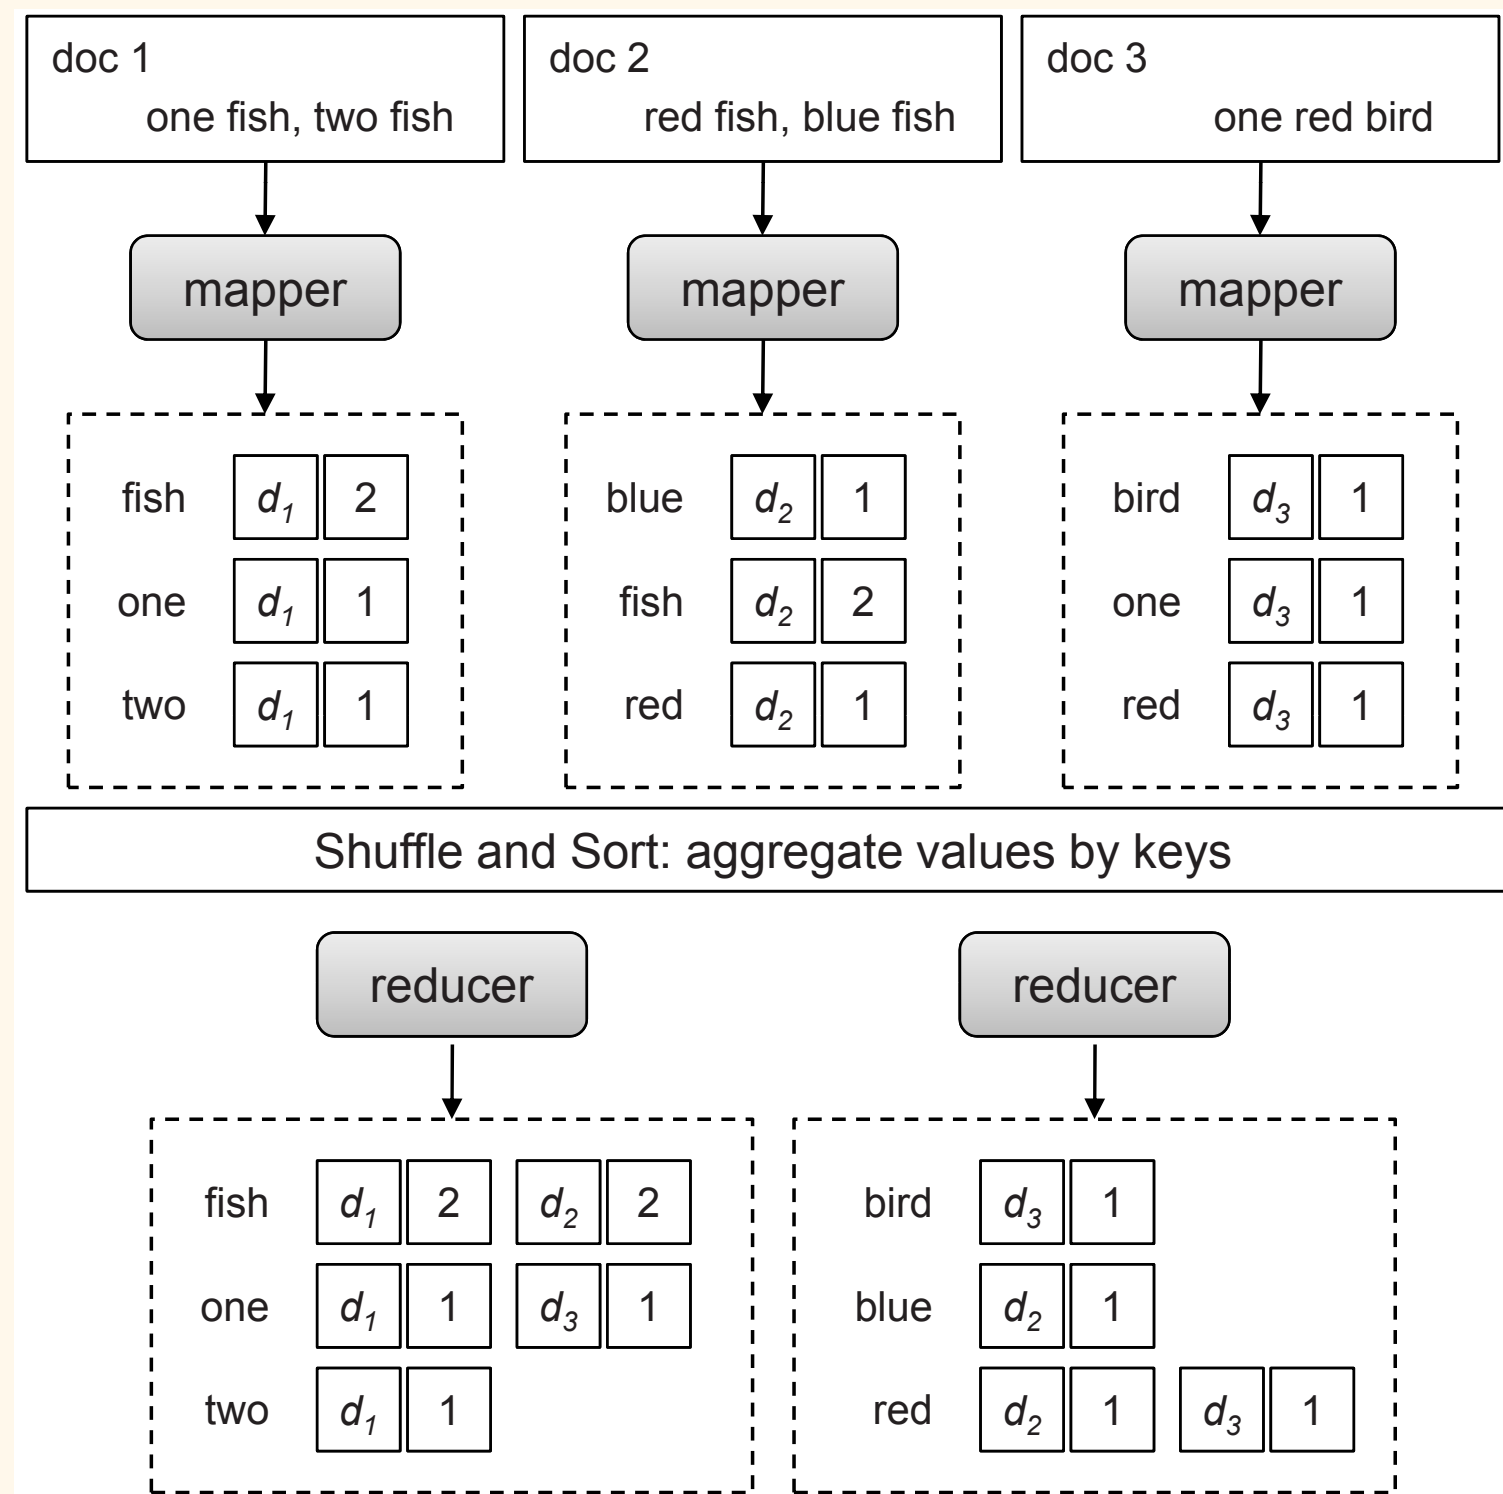 doc 1
one fish, two fish
doc 2
red fish, blue fish
doc 3
one red bird
mapper
mapper
mapper
fish d1 2
one d1 1
two d1 1
blue d2 1
fish d2 2
red d2 1
bird d3 1
one d3 1
red d3 1
Shuffle and Sort: aggregate values by keys
reducer
reducer
fish d1 2 d2 2
one d1 1 d3 1
two d1 1
bird d3 1
blue d2 1
red d2 1 d3 1